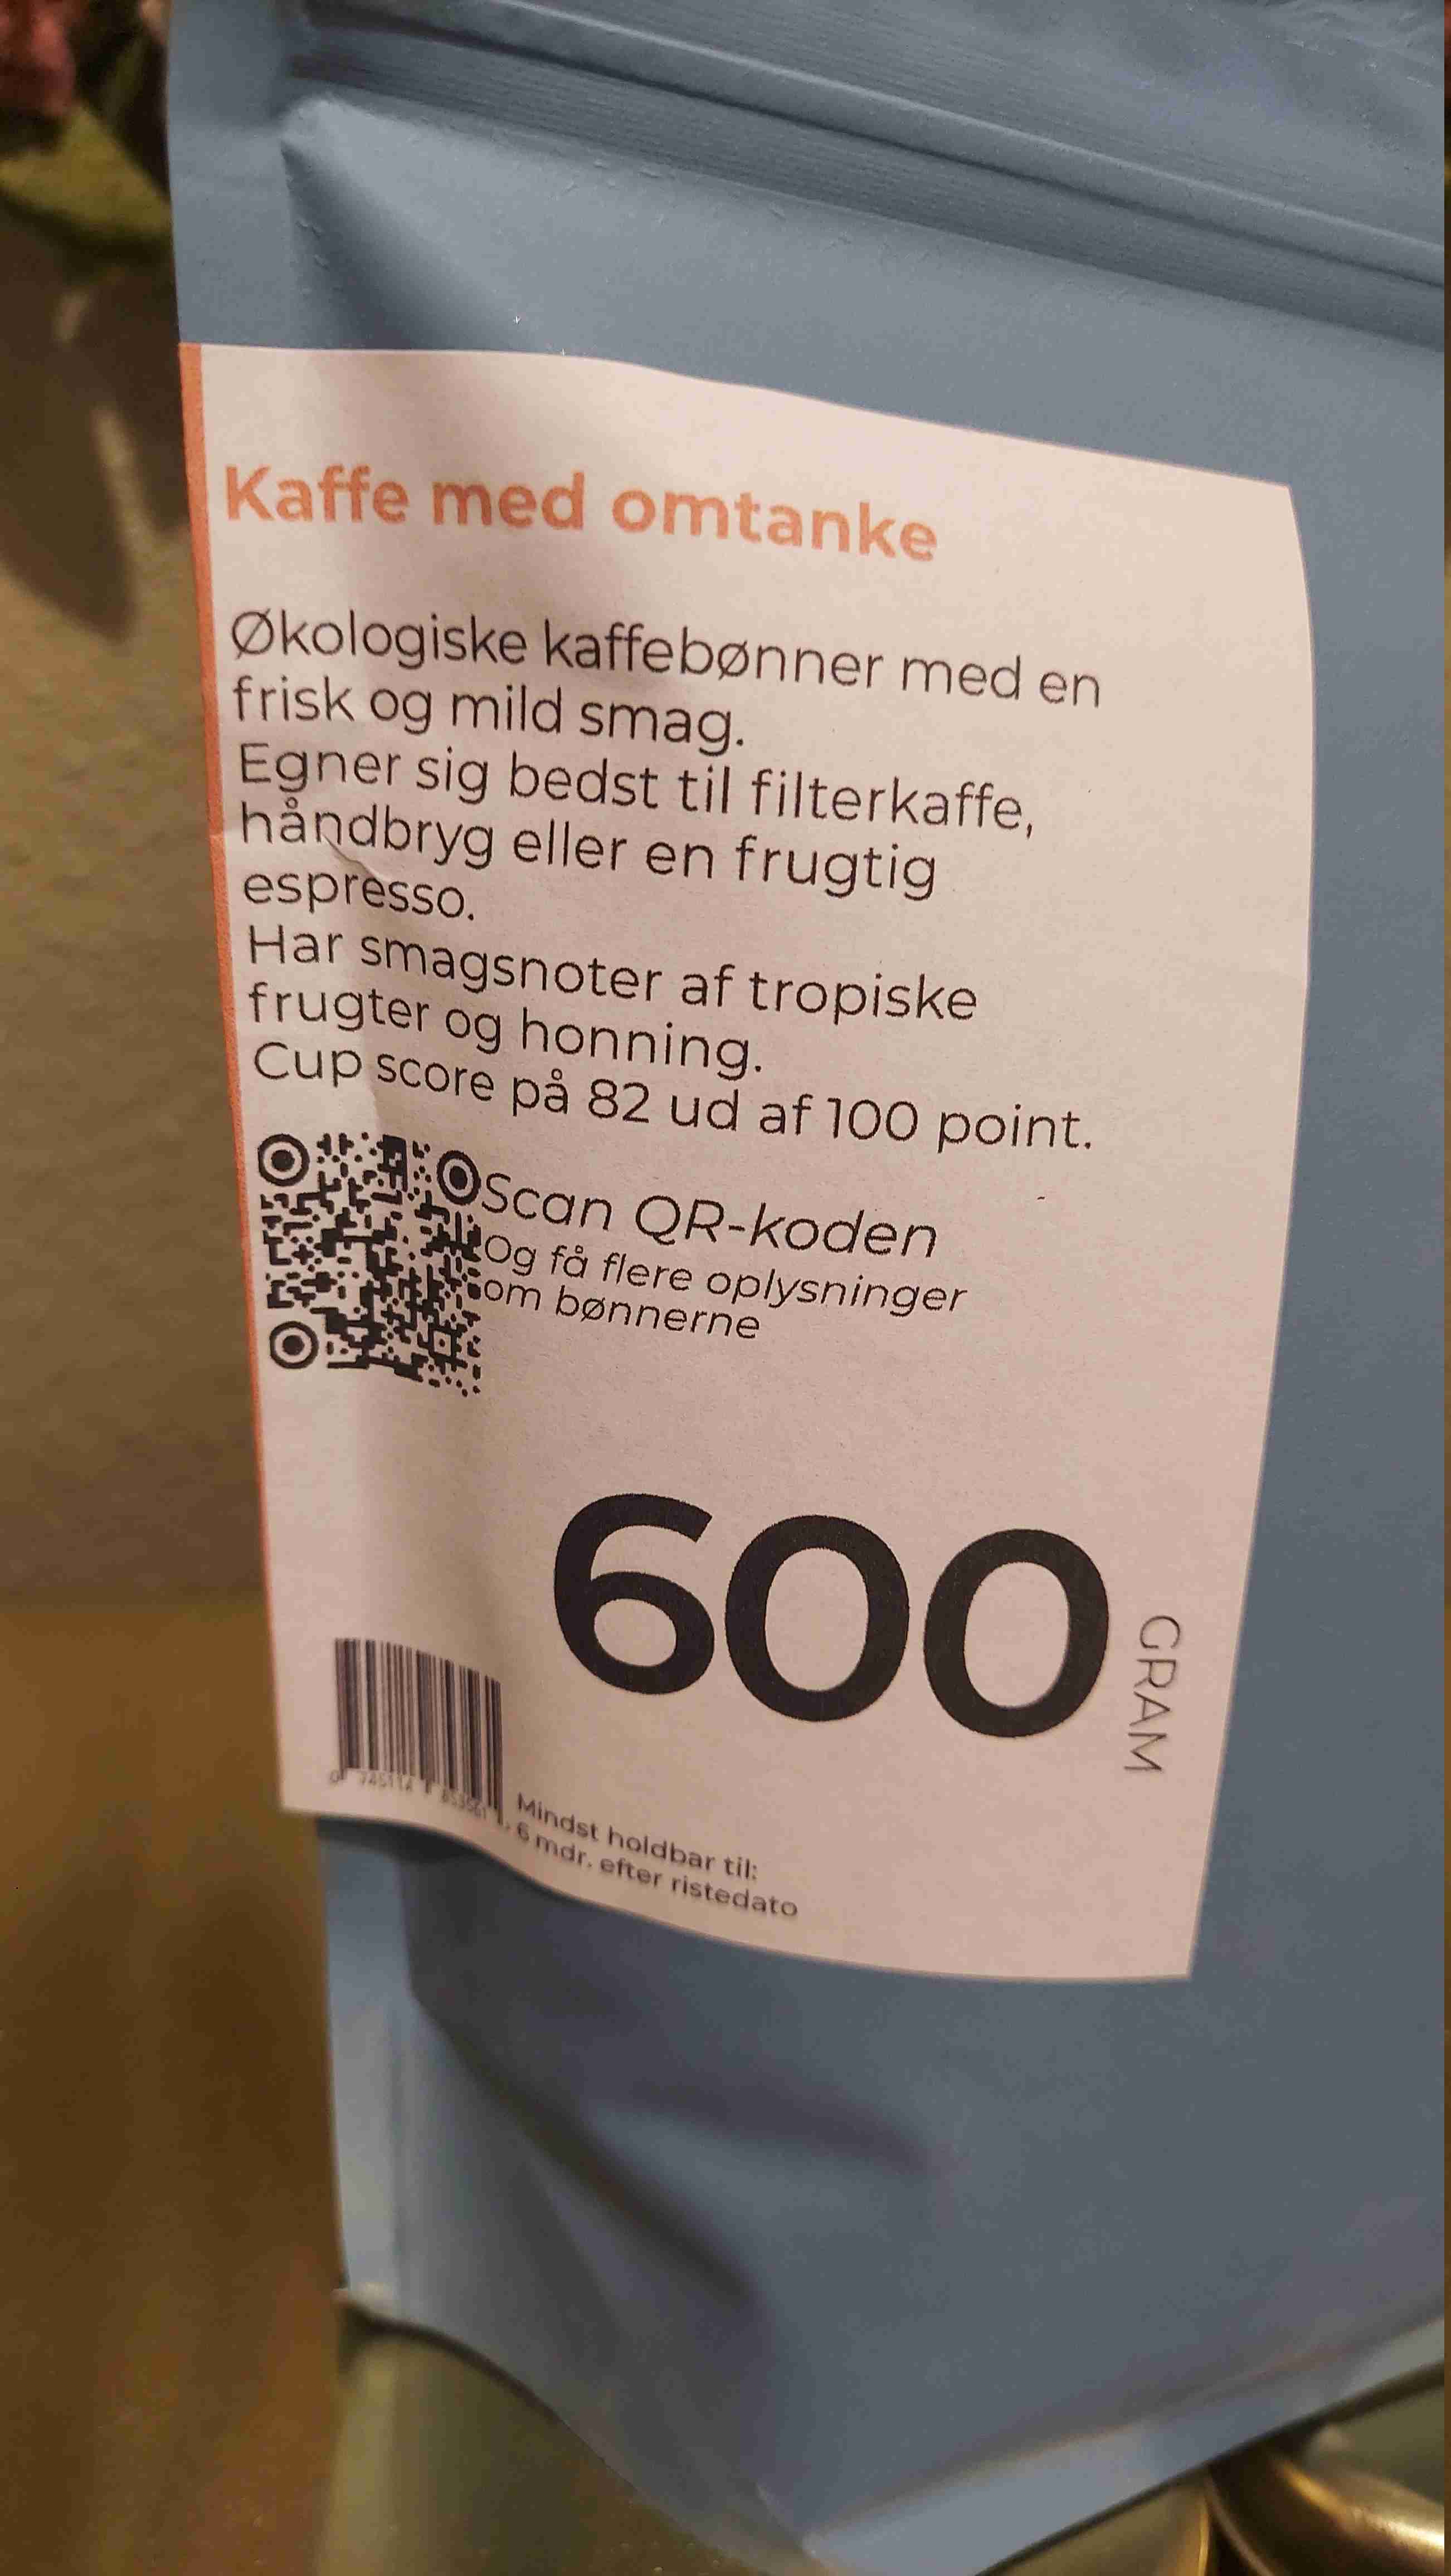 Kaffe med omtanke
Økologiske kaffebønner med en
frisk og mild smag.
Egner sig bedst til filterkaffe,
håndbryg eller en frugtig
espresso.
Har smagsnoter af tropiske
frugter og honning.
Cup score på 82 ud af 100 point.
Scan QR-koden
Og få flere oplysninger
om bønnerne
600
GRAM
Mindst holdbar til:
6 mdr. efter ristedato